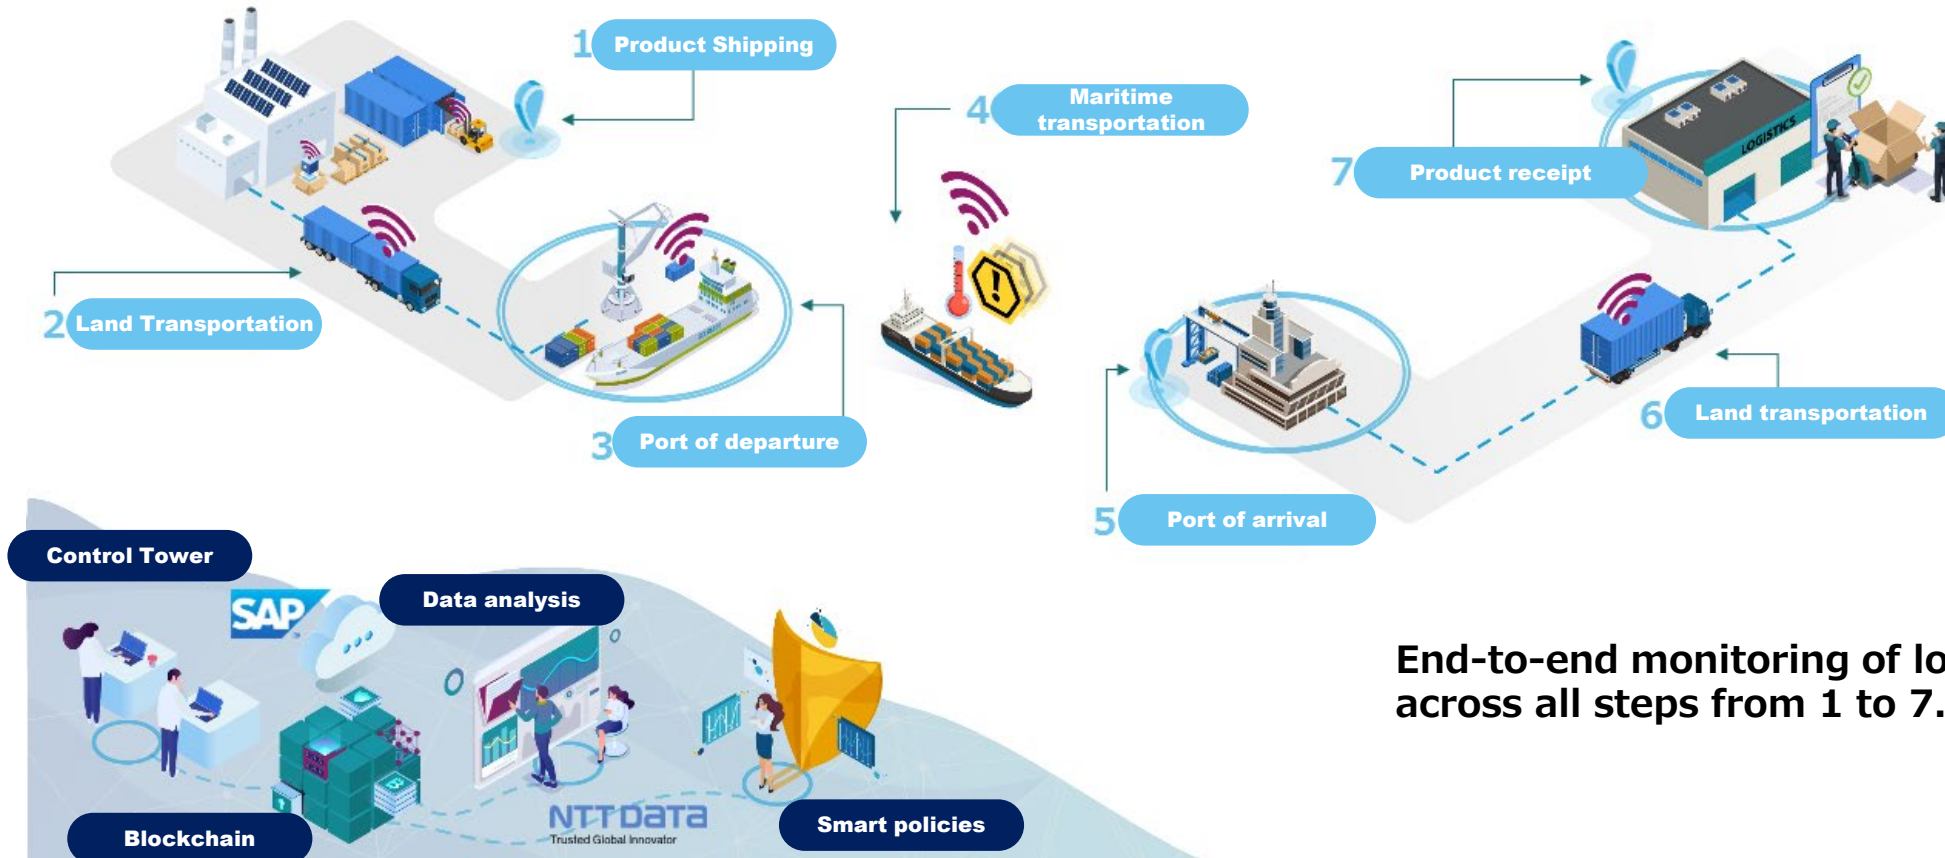 1 Product Shipping
2 Land Transportation
3 Port of departure
4 Maritime
transportation
5 Port of arrival
6 Land transportation
7 Product receipt
LOGISTICS
Control Tower
SAP
Data analysis
Blockchain
NTT DATA
Trusted Global Innovator
Smart policies
End-to-end monitoring of lo
across all steps from 1 to 7.